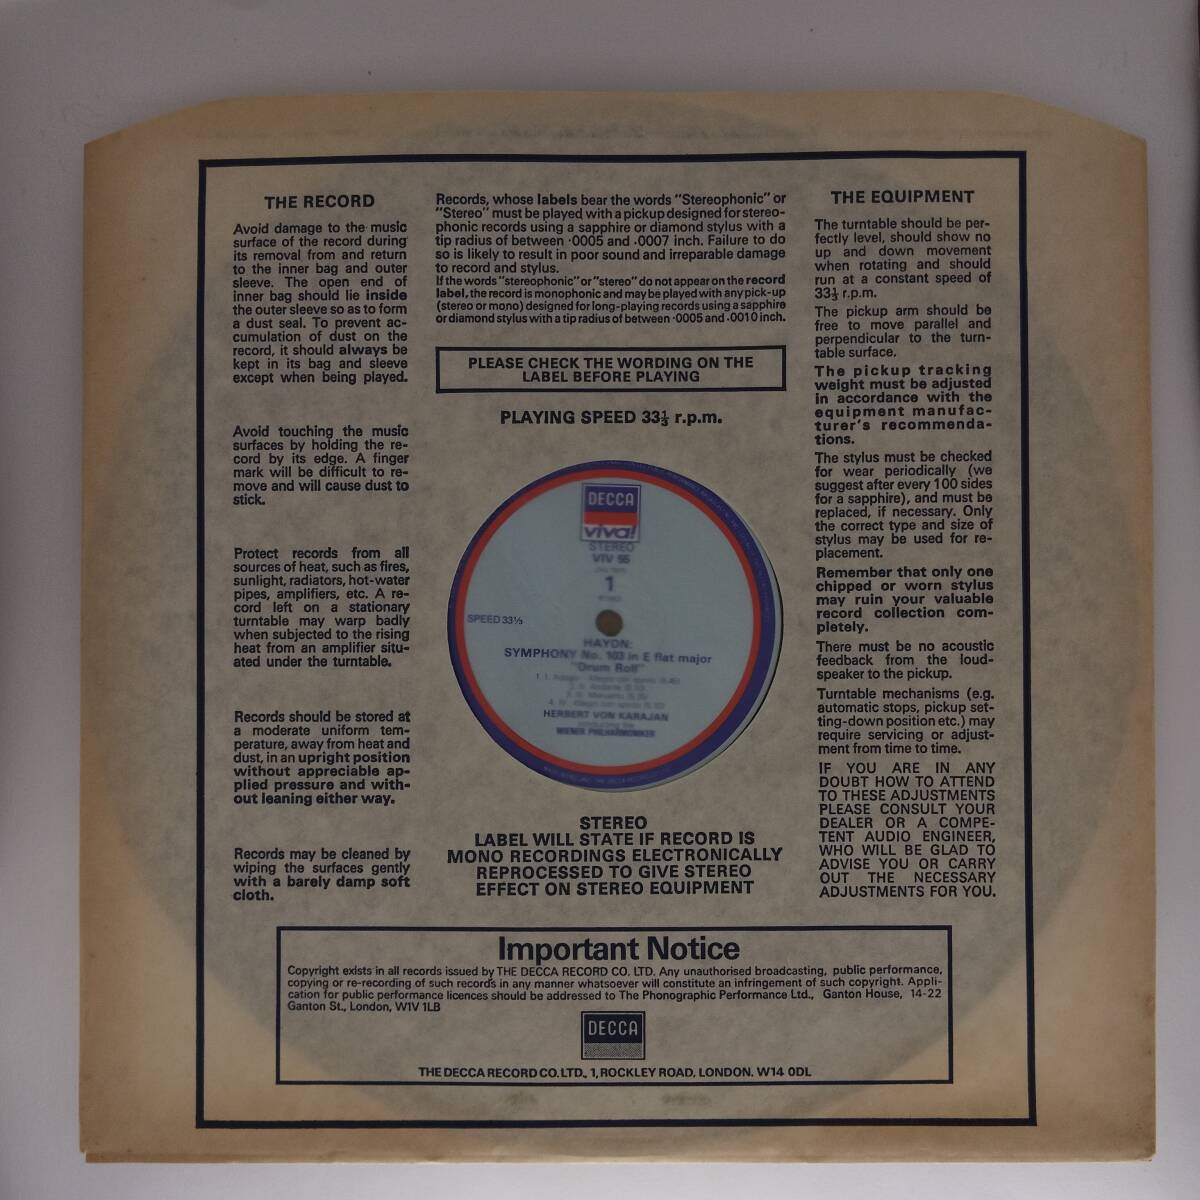 THE RECORD
Avoid damage to the music
surface of the record during
its removal from and return
to the inner bag and outer
sleeve. The open end of
inner bag should lie inside
the outer sleeve so as to form
a dust seal. To prevent ac-
cumulation of dust on the
record, it should always be
kept in its bag and sleeve
except when being played.
Avoid touching the music
surfaces by holding the re-
cord by its edge. A finger
mark will be difficult to re-
move and will cause dust to
stick.
Protect records from all
sources of heat, such as fires,
sunlight, radiators, hot-water
pipes, amplifiers, etc. A re-
cord left on a stationary
turntable may warp badly
when subjected to the rising
heat from an amplifier situ-
ated under the turntable.
Records should be stored at
a moderate uniform tem-
perature, away from heat and
dust, in an upright position
without appreciable ap-
plied pressure and with-
out leaning either way.
Records may be cleaned by
wiping the surfaces gently
with a barely damp soft
cloth.
Records, whose labels bear the words "Stereophonic" or
"Stereo" must be played with a pickup designed for stereo-
phonic records using a sapphire or diamond stylus with a
tip radius of between ·0005 and .0007 inch. Failure to do
so is likely to result in poor sound and irreparable damage
to record and stylus.
If the words "stereophonic" or "stereo" do not appear on the record
label, the record is monophonic and may be played with any pick-up
(stereo or mono) designed for long-playing records using a sapphire
or diamond stylus with a tip radius of between ·0005 and .0010 inch.
PLEASE CHECK THE WORDING ON THE
LABEL BEFORE PLAYING
PLAYING SPEED 33⅓ r.p.m.
DECCA
viva!
STEREO
VIV 55
1
SPEED 33⅓
HAYDN:
SYMPHONY No. 103 in E flat major
"Drum Roll"
HERBERT VON KARAJAN
conducting the
WIENER PHILHARMONIKER
STEREO
LABEL WILL STATE IF RECORD IS
MONO RECORDINGS ELECTRONICALLY
REPROCESSED TO GIVE STEREO
EFFECT ON STEREO EQUIPMENT
THE EQUIPMENT
The turntable should be per-
fectly level, should show no
up and down movement
when rotating and should
run at a constant speed of
33⅓ r.p.m.
The pickup arm should be
free to move parallel and
perpendicular to the turn-
table surface.
The pickup tracking
weight must be adjusted
in accordance with the
equipment manufac-
turer's recommenda-
tions.
The stylus must be checked
for wear periodically (we
suggest after every 100 sides
for a sapphire), and must be
replaced, if necessary. Only
the correct type and size of
stylus may be used for re-
placement.
Remember that only one
chipped or worn stylus
may ruin your valuable
record collection com-
pletely.
There must be no acoustic
feedback from the loud-
speaker to the pickup.
Turntable mechanisms (e.g.
automatic stops, pickup set-
ting-down position etc.) may
require servicing or adjust-
ment from time to time.
IF YOU ARE IN ANY
DOUBT HOW TO ATTEND
TO THESE ADJUSTMENTS
PLEASE CONSULT YOUR
DEALER OR A COMPE-
TENT AUDIO ENGINEER,
WHO WILL BE GLAD TO
ADVISE YOU OR CARRY
OUT THE NECESSARY
ADJUSTMENTS FOR YOU.
Important Notice
Copyright exists in all records issued by THE DECCA RECORD CO. LTD. Any unauthorised broadcasting, public performance,
copying or re-recording of such records in any manner whatsoever will constitute an infringement of such copyright. Appli-
cation for public performance licences should be addressed to The Phonographic Performance Ltd., Ganton House, 14-22
Ganton St., London, W1V 1LB
DECCA
THE DECCA RECORD CO. LTD., 1, ROCKLEY ROAD, LONDON. W14 0DL